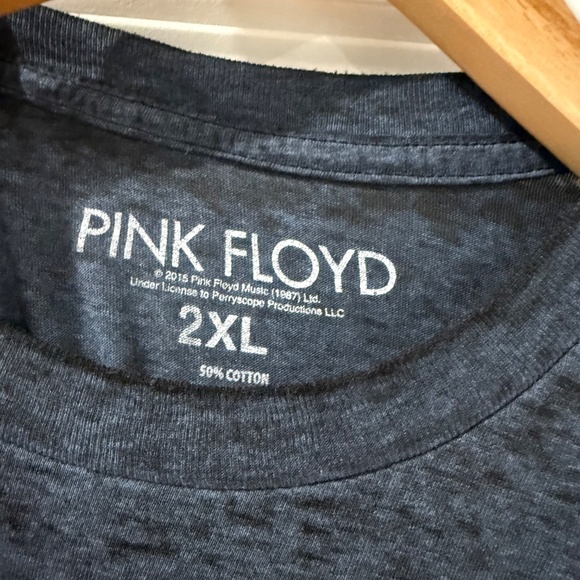 PINK FLOYD
© 2015 Pink Floyd Music (1987) Ltd.
Under License to Perryscope Productions LLC
2XL
50% COTTON